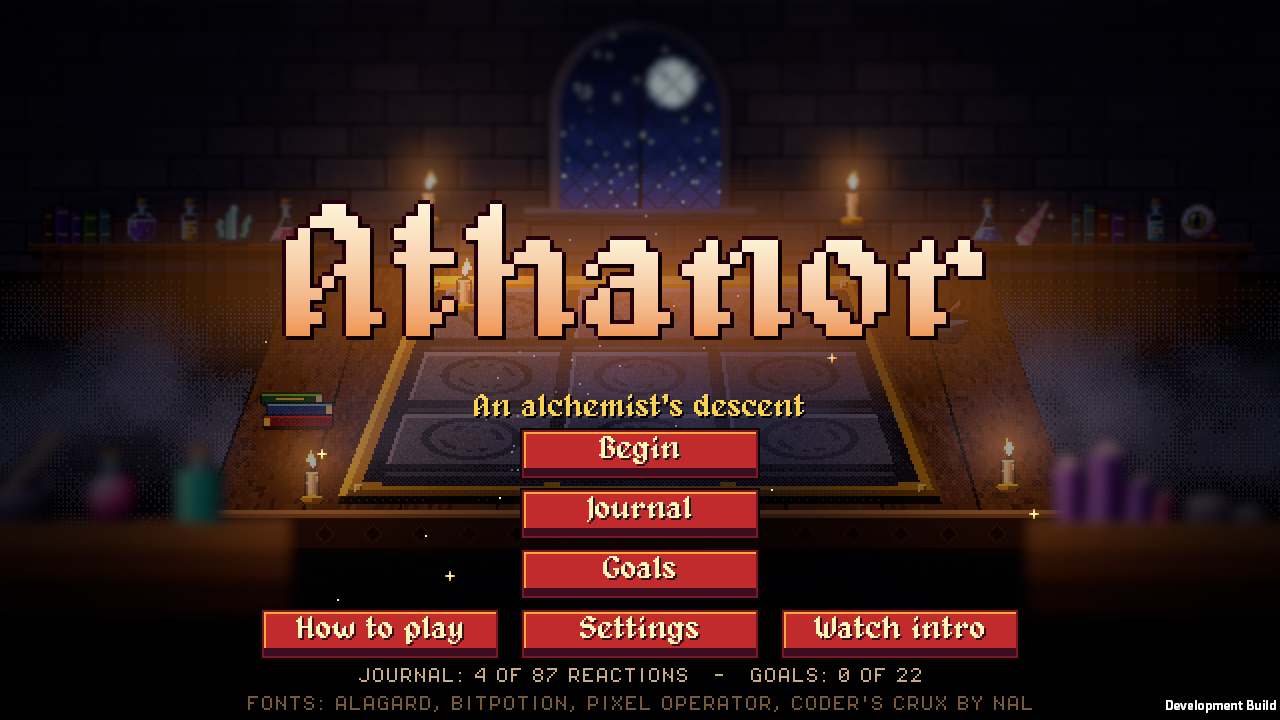 Athanor
An alchemist's descent
Begin
Journal
Goals
How to play
Settings
Watch intro
JOURNAL: 4 OF 87 REACTIONS - GOALS: 0 OF 22
FONTS: ALAGARD, BITPOTION, PIXEL OPERATOR, CODER'S CRUX BY NAL
Development Build